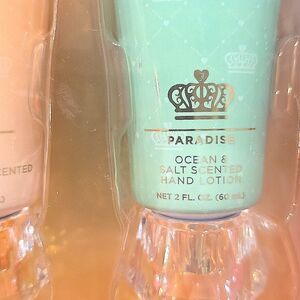 PARADISE
OCEAN &
SALT SCENTED
HAND LOTION
NET 2 FL. OZ. (60 mL)
SCENTED